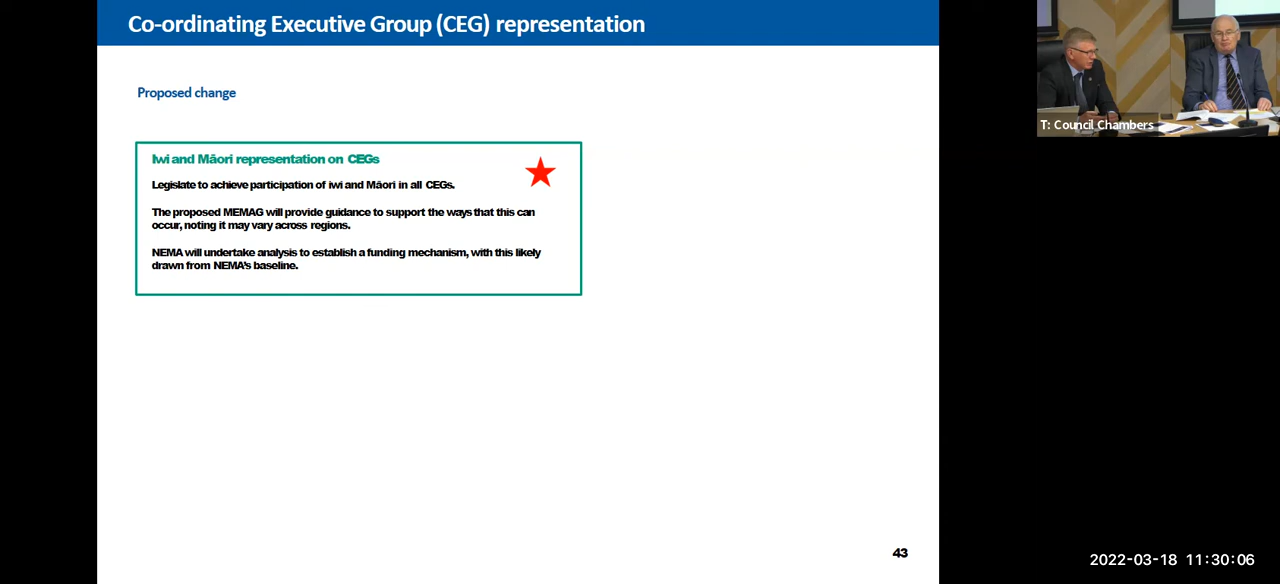 Co-ordinating Executive Group (CEG) representation
Proposed change
Iwi and Māori representation on CEGs
Legislate to achieve participation of iwi and Māori in all CEGs.
The proposed MEMAG will provide guidance to support the ways that this can
occur, noting it may vary across regions.
NEMA will undertake analysis to establish a funding mechanism, with this likely
drawn from NEMA's baseline.
43
T: Council Chambers
2022-03-18 11:30:06